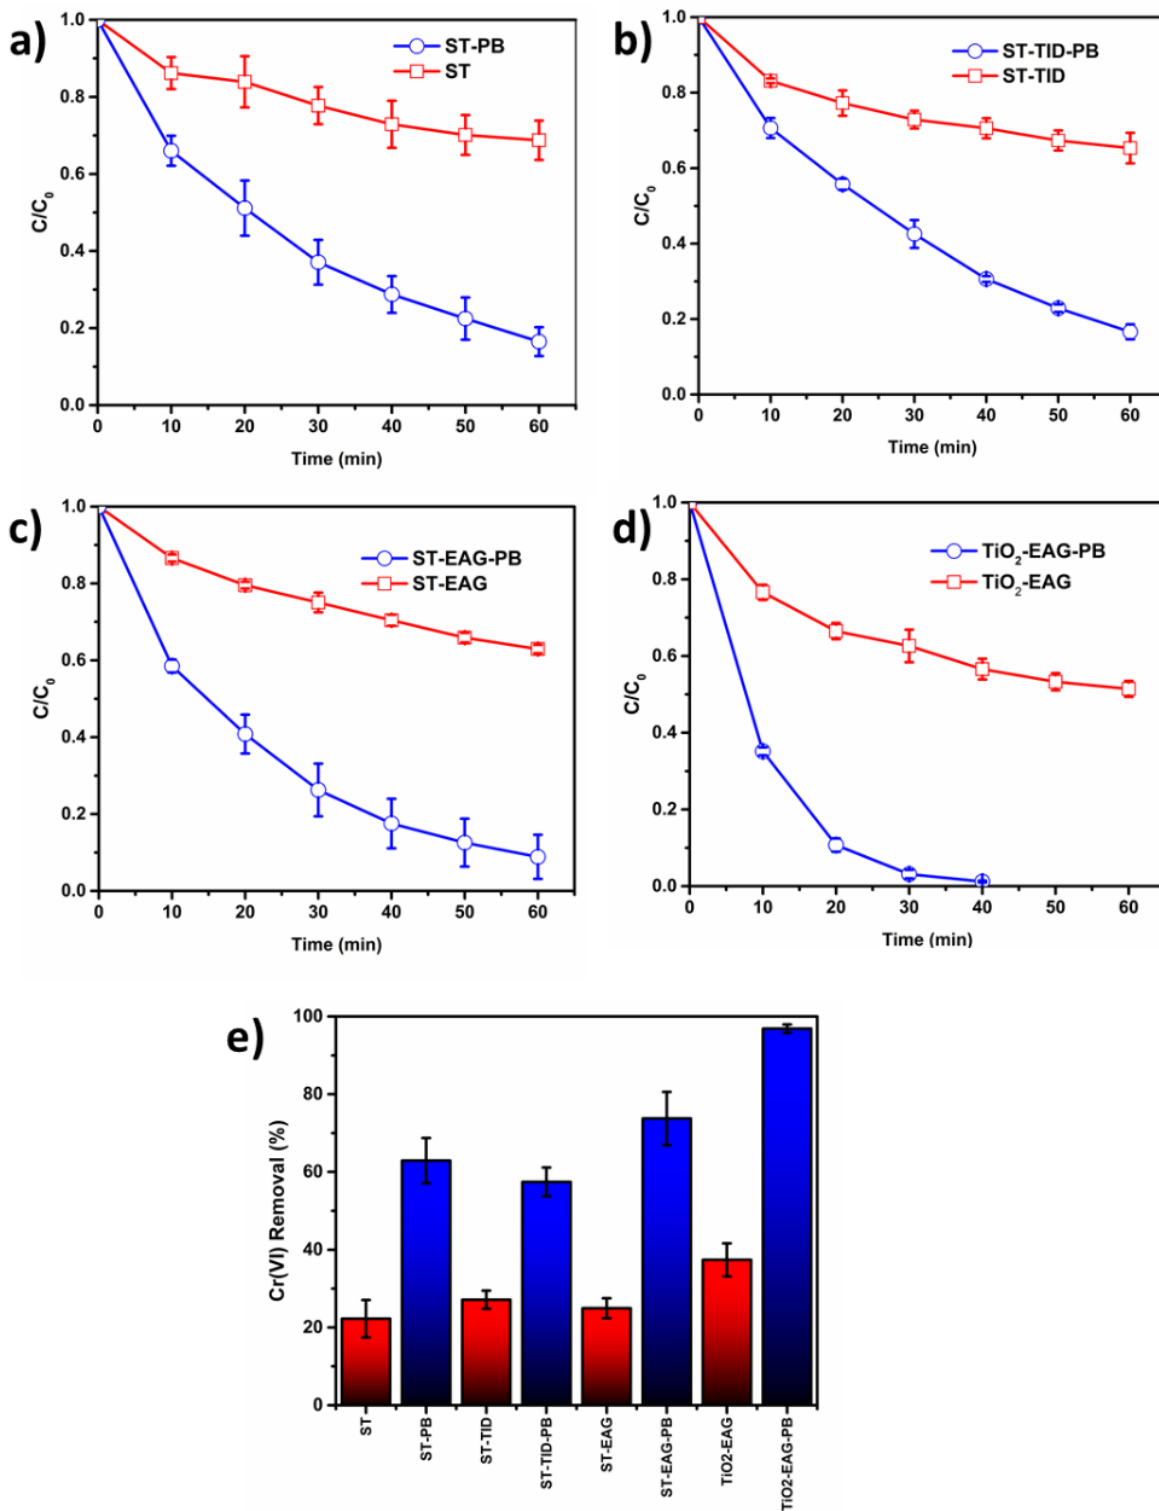 a)
1.0
0.8
0.6
0.4
0.2
0.0
C/C₀
ST-PB
ST
0 10 20 30 40 50 60
Time (min)
b)
1.0
0.8
0.6
0.4
0.2
0.0
C/C₀
ST-TID-PB
ST-TID
0 10 20 30 40 50 60
Time (min)
c)
1.0
0.8
0.6
0.4
0.2
0.0
C/C₀
ST-EAG-PB
ST-EAG
0 10 20 30 40 50 60
Time (min)
d)
1.0
0.8
0.6
0.4
0.2
0.0
C/C₀
TiO₂-EAG-PB
TiO₂-EAG
0 10 20 30 40 50 60
Time (min)
e)
100
80
60
40
20
0
Cr(VI) Removal (%)
ST
ST-PB
ST-TID
ST-TID-PB
ST-EAG
ST-EAG-PB
TiO2-EAG
TiO2-EAG-PB